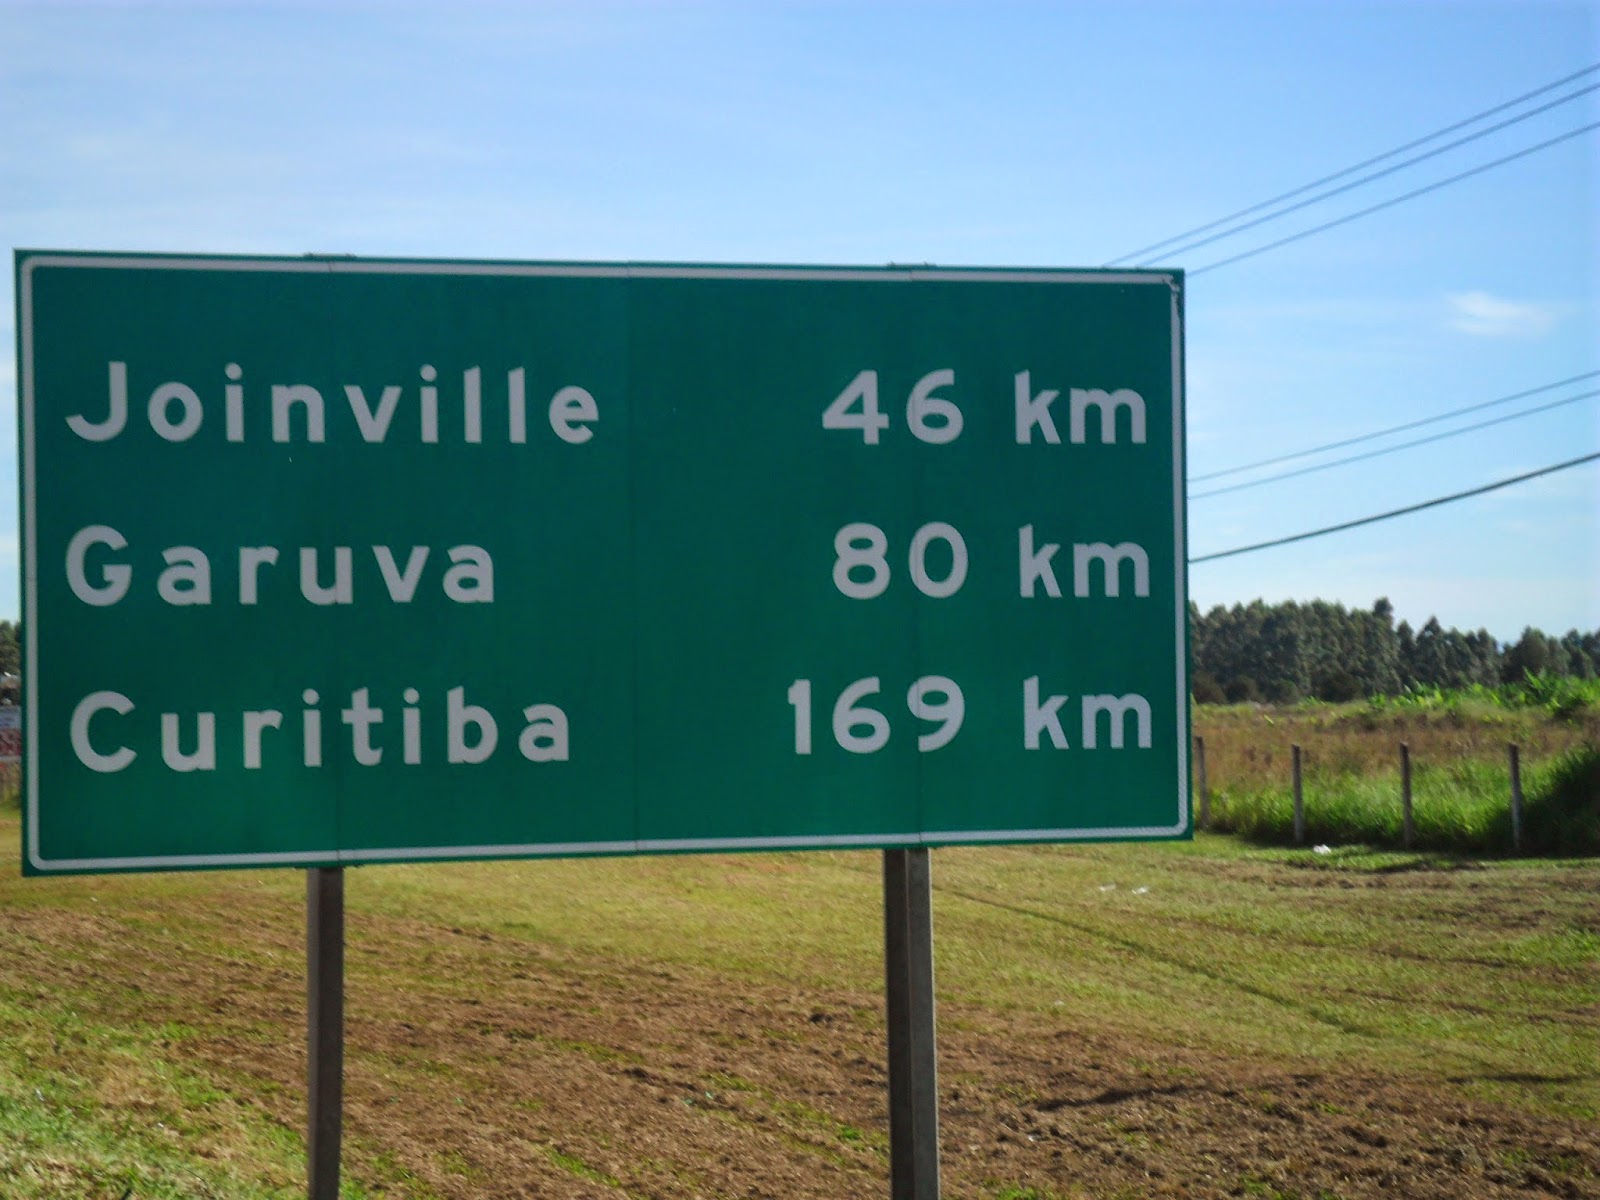 Joinville 46 km
Garuva 80 km
Curitiba 169 km